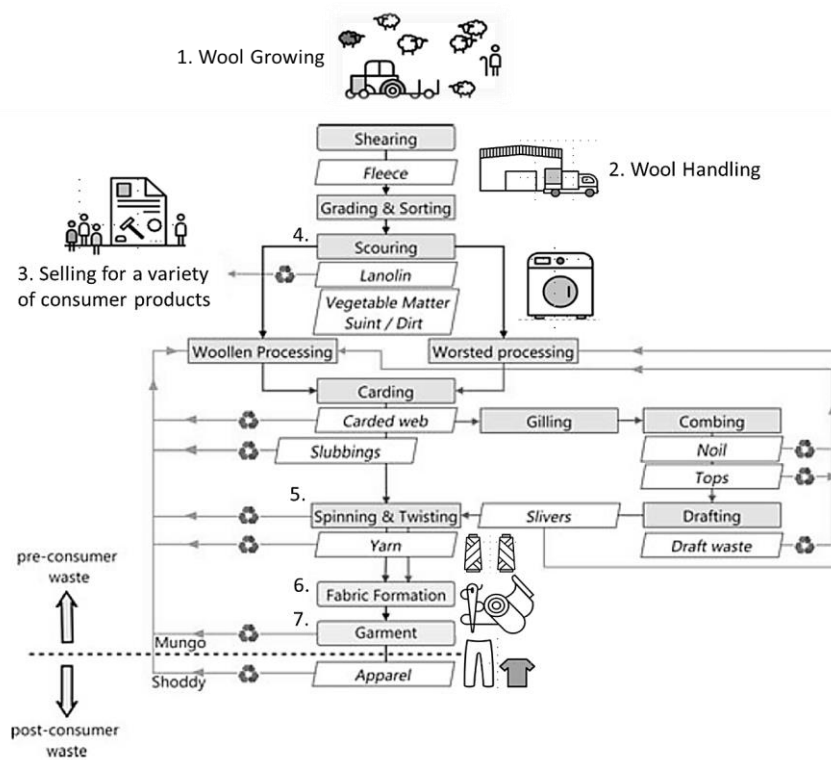 1. Wool Growing
Shearing
Fleece
2. Wool Handling
Grading & Sorting
4.
Scouring
3. Selling for a variety
of consumer products
Lanolin
Vegetable Matter
Suint / Dirt
Woollen Processing
Worsted processing
Carding
Carded web
Gilling
Combing
Slubbings
Noil
Tops
5.
Spinning & Twisting
Slivers
Drafting
Yarn
Draft waste
pre-consumer
waste
6.
Fabric Formation
7.
Garment
Mungo
Shoddy
Apparel
post-consumer
waste